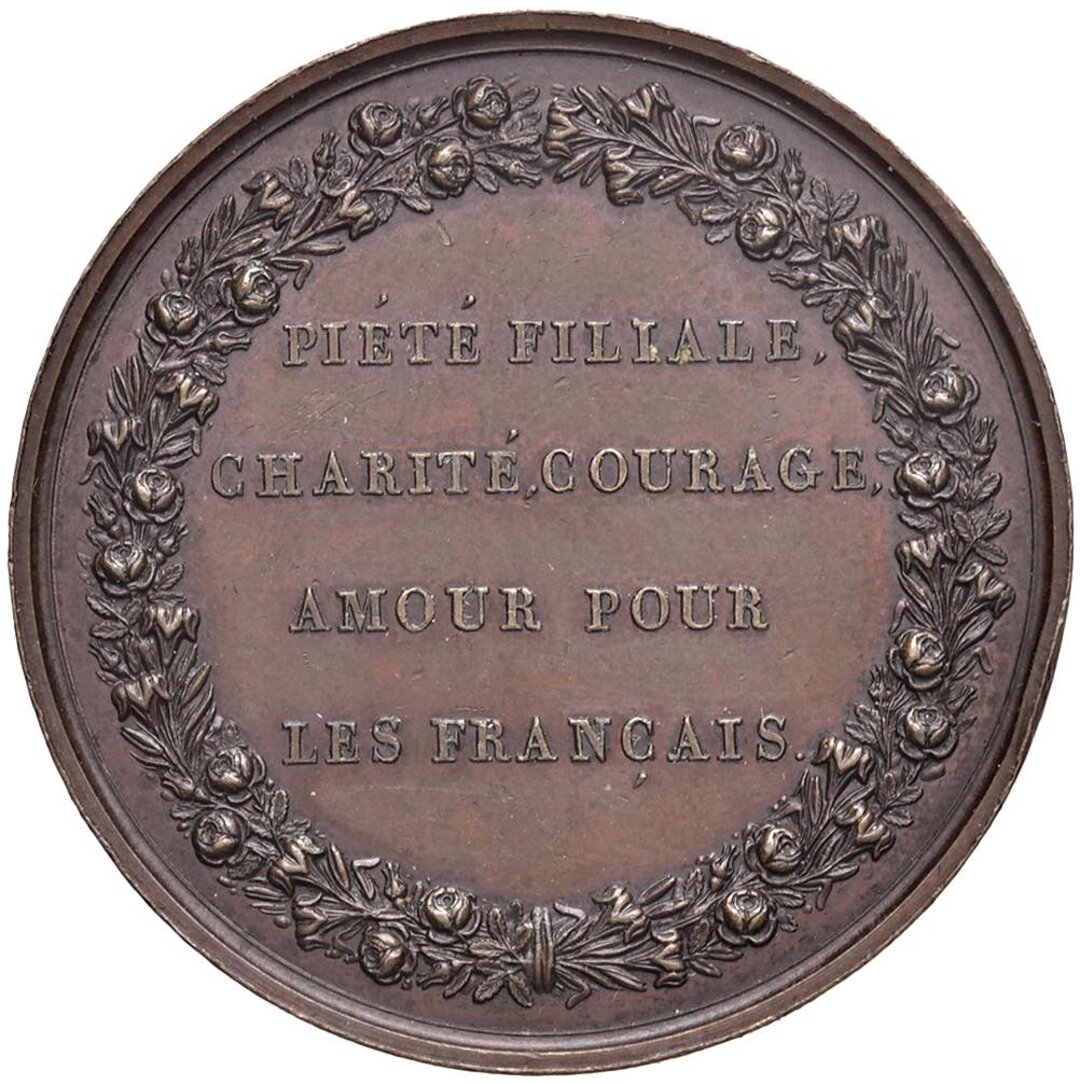 PIÉTÉ FILIALE,
CHARITÉ, COURAGE,
AMOUR POUR
LES FRANÇAIS.